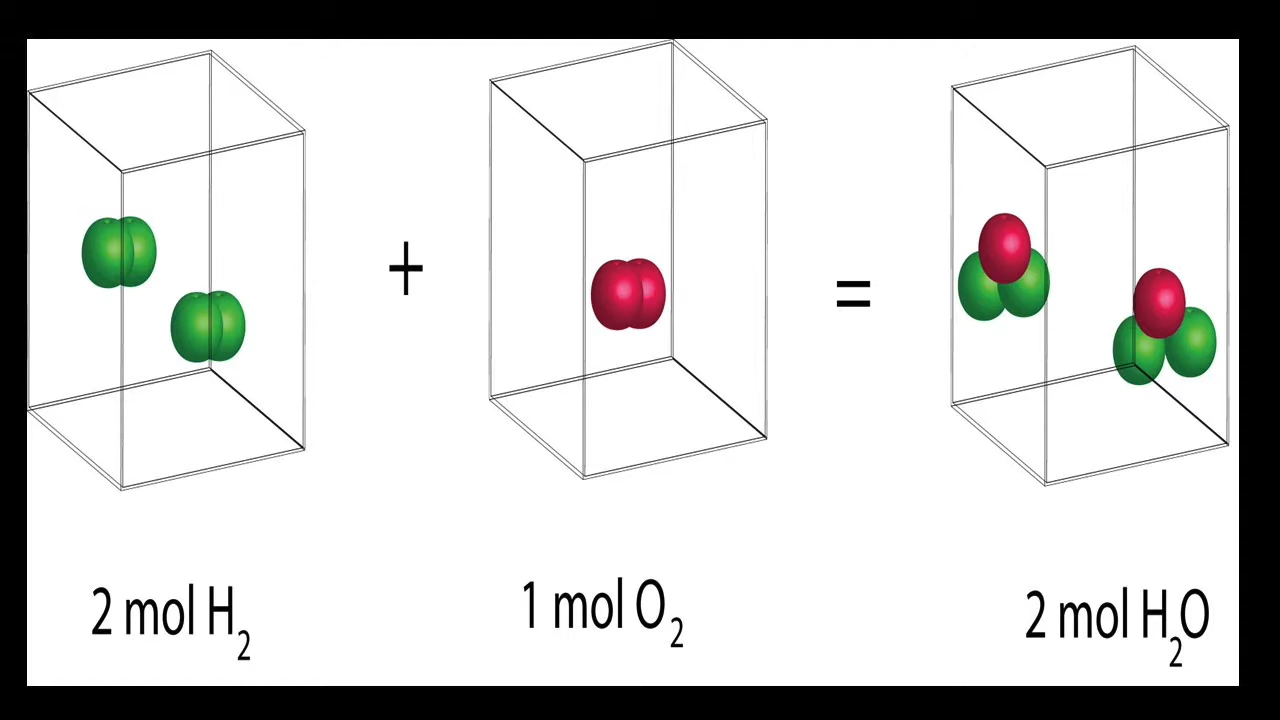 +
=
2 mol H₂
1 mol O₂
2 mol H₂O